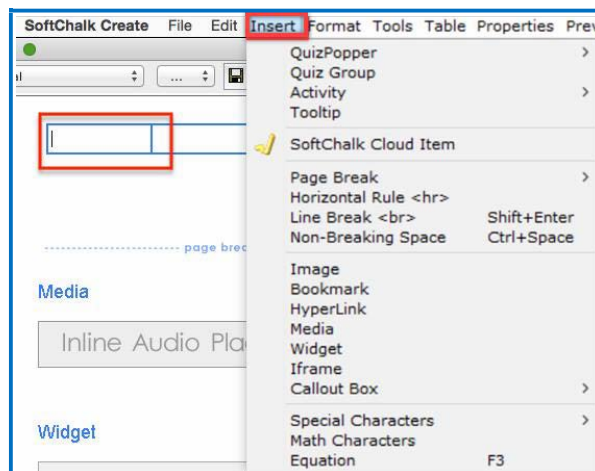 SoftChalk Create File Edit Insert Format Tools Table Properties Prev
...
QuizPopper >
Quiz Group
Activity >
Tooltip
SoftChalk Cloud Item
Page Break >
Horizontal Rule <hr>
Line Break <br> Shift+Enter
Non-Breaking Space Ctrl+Space
page brea
Image
Bookmark
Media
HyperLink
Media
Widget
Inline Audio Pla
Iframe
Callout Box >
Special Characters >
Widget
Math Characters
Equation F3